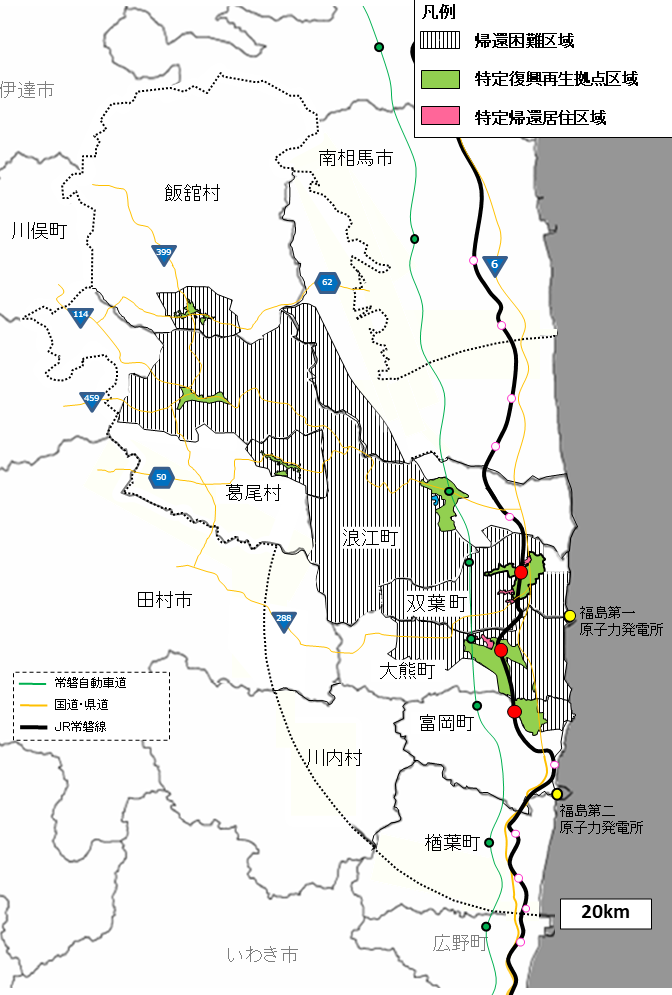 凡例
帰還困難区域
特定復興再生拠点区域
特定帰還居住区域
伊達市
南相馬市
飯舘村
川俣町
399
6
62
114
459
50
葛尾村
浪江町
田村市
双葉町
288
福島第一
原子力発電所
大熊町
常磐自動車道
国道・県道
JR常磐線
富岡町
川内村
福島第二
原子力発電所
楢葉町
20km
広野町
いわき市